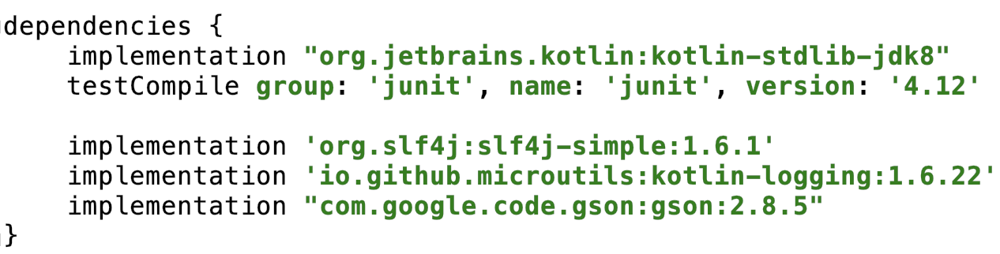 dependencies {
implementation "org.jetbrains.kotlin:kotlin-stdlib-jdk8"
testCompile group: 'junit', name: 'junit', version: '4.12'
implementation 'org.slf4j:slf4j-simple:1.6.1'
implementation 'io.github.microutils:kotlin-logging:1.6.22'
implementation "com.google.code.gson:gson:2.8.5"
}